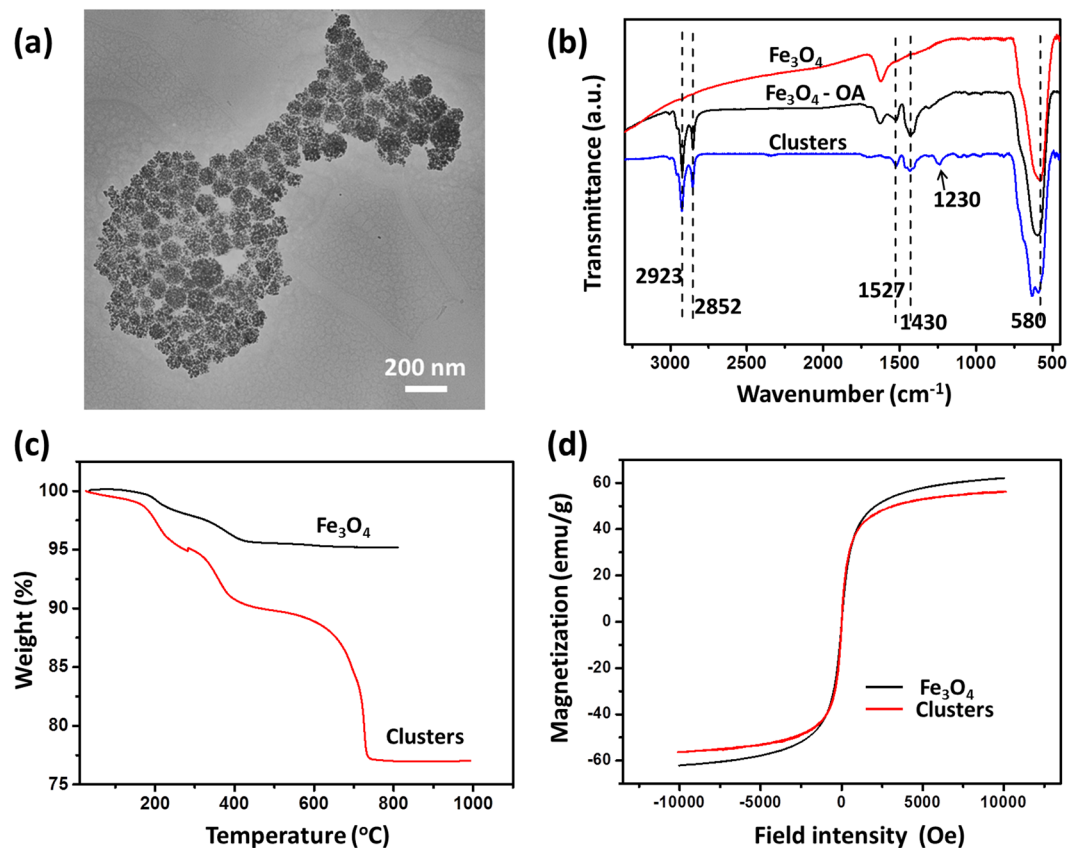 (a)
200 nm
(b)
Fe₃O₄
Fe₃O₄ - OA
Clusters
1230
2923
2852
1527
1430
580
Transmittance (a.u.)
3000 2500 2000 1500 1000 500
Wavenumber (cm⁻¹)
(c)
100
95
90
85
80
75
Fe₃O₄
Clusters
Weight (%)
200 400 600 800 1000
Temperature (°C)
(d)
60
40
20
0
-20
-40
-60
Fe₃O₄
Clusters
Magnetization (emu/g)
-10000 -5000 0 5000 10000
Field intensity (Oe)